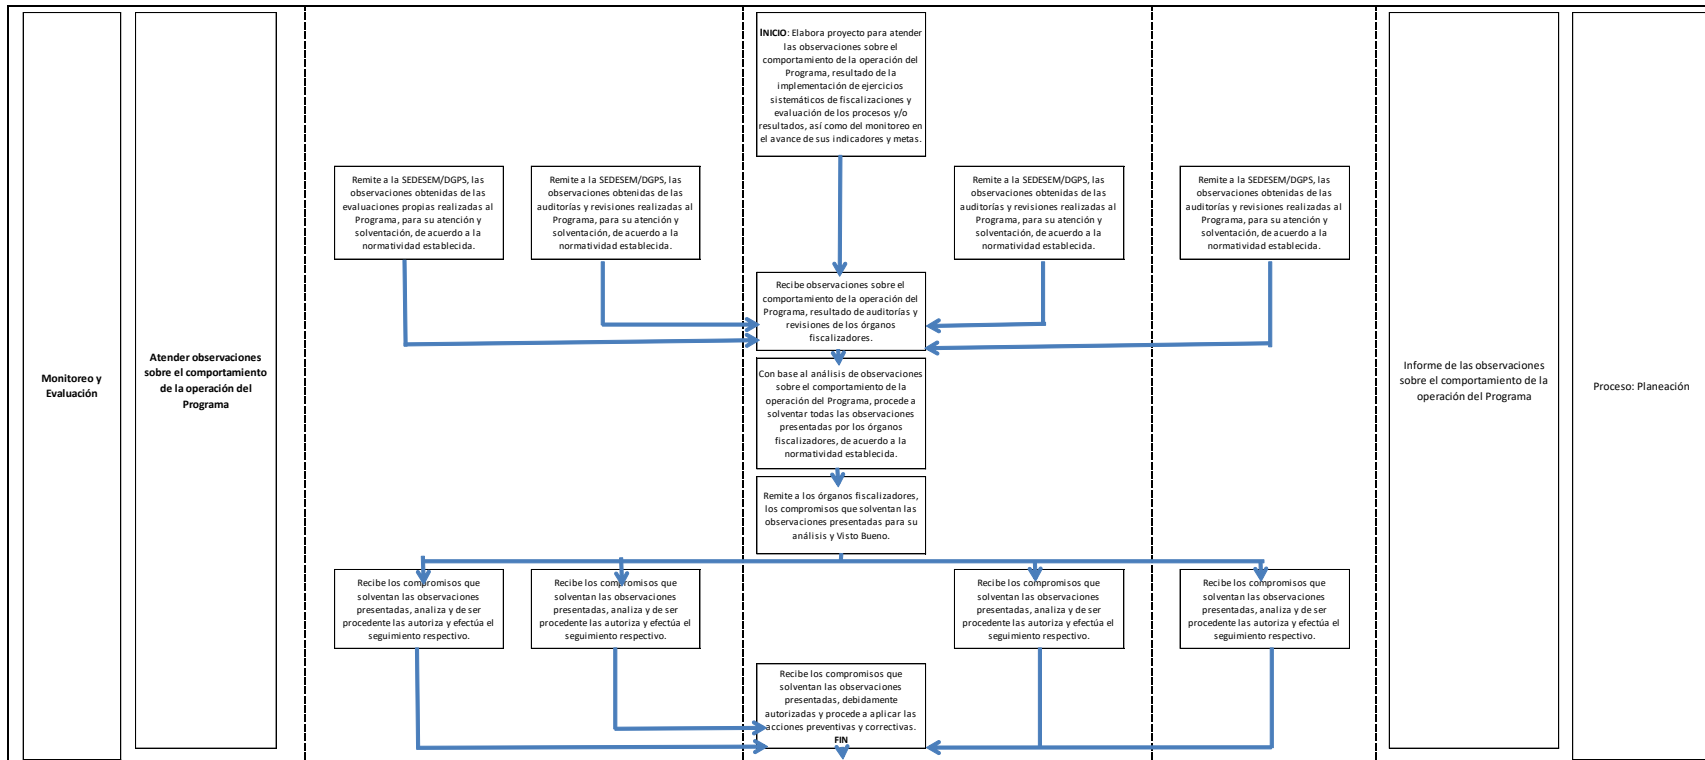 Monitoreo y
Evaluación
Atender observaciones
sobre el comportamiento
de la operación del
Programa
INICIO: Elabora proyecto para atender
las observaciones sobre el
comportamiento de la operación del
Programa, resultado de la
implementación de ejercicios
sistemáticos de fiscalizaciones y
evaluación de los procesos y/o
resultados, así como del monitoreo en
el avance de sus indicadores y metas.
Remite a la SEDESEM/DGPS, las
observaciones obtenidas de las
evaluaciones propias realizadas al
Programa, para su atención y
solventación, de acuerdo a la
normatividad establecida.
Remite a la SEDESEM/DGPS, las
observaciones obtenidas de las
auditorías y revisiones realizadas al
Programa, para su atención y
solventación, de acuerdo a la
normatividad establecida.
Remite a la SEDESEM/DGPS, las
observaciones obtenidas de las
auditorías y revisiones realizadas al
Programa, para su atención y
solventación, de acuerdo a la
normatividad establecida.
Remite a la SEDESEM/DGPS, las
observaciones obtenidas de las
auditorías y revisiones realizadas al
Programa, para su atención y
solventación, de acuerdo a la
normatividad establecida.
Recibe observaciones sobre el
comportamiento de la operación del
Programa, resultado de auditorías y
revisiones de los órganos
fiscalizadores.
Con base al análisis de observaciones
sobre el comportamiento de la
operación del Programa, procede a
solventar todas las observaciones
presentadas por los órganos
fiscalizadores, de acuerdo a la
normatividad establecida.
Remite a los órganos fiscalizadores,
los compromisos que solventan las
observaciones presentadas para su
análisis y Visto Bueno.
Recibe los compromisos que
solventan las observaciones
presentadas, analiza y de ser
procedente las autoriza y efectúa el
seguimiento respectivo.
Recibe los compromisos que
solventan las observaciones
presentadas, analiza y de ser
procedente las autoriza y efectúa el
seguimiento respectivo.
Recibe los compromisos que
solventan las observaciones
presentadas, analiza y de ser
procedente las autoriza y efectúa el
seguimiento respectivo.
Recibe los compromisos que
solventan las observaciones
presentadas, analiza y de ser
procedente las autoriza y efectúa el
seguimiento respectivo.
Recibe los compromisos que
solventan las observaciones
presentadas, debidamente
autorizadas y procede a aplicar las
acciones preventivas y correctivas.
FIN
Informe de las observaciones
sobre el comportamiento de la
operación del Programa
Proceso: Planeación